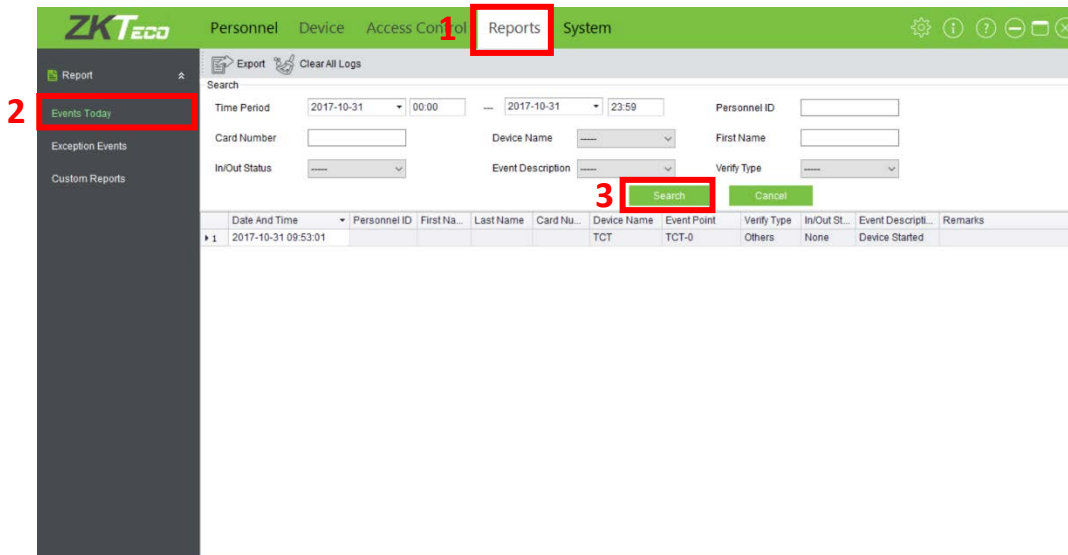 ZKTeco Personnel Device Access Control 1 Reports System
Export Clear All Logs
Report
Search
2 Events Today
Time Period 2017-10-31 00:00 --- 2017-10-31 23:59 Personnel ID
Card Number Device Name ----- First Name
Exception Events
In/Out Status ----- Event Description ----- Verify Type -----
Custom Reports
3 Search Cancel
Date And Time Personnel ID First Na... Last Name Card Nu... Device Name Event Point Verify Type In/Out St... Event Descripti... Remarks
1 2017-10-31 09:53:01 TCT TCT-0 Others None Device Started